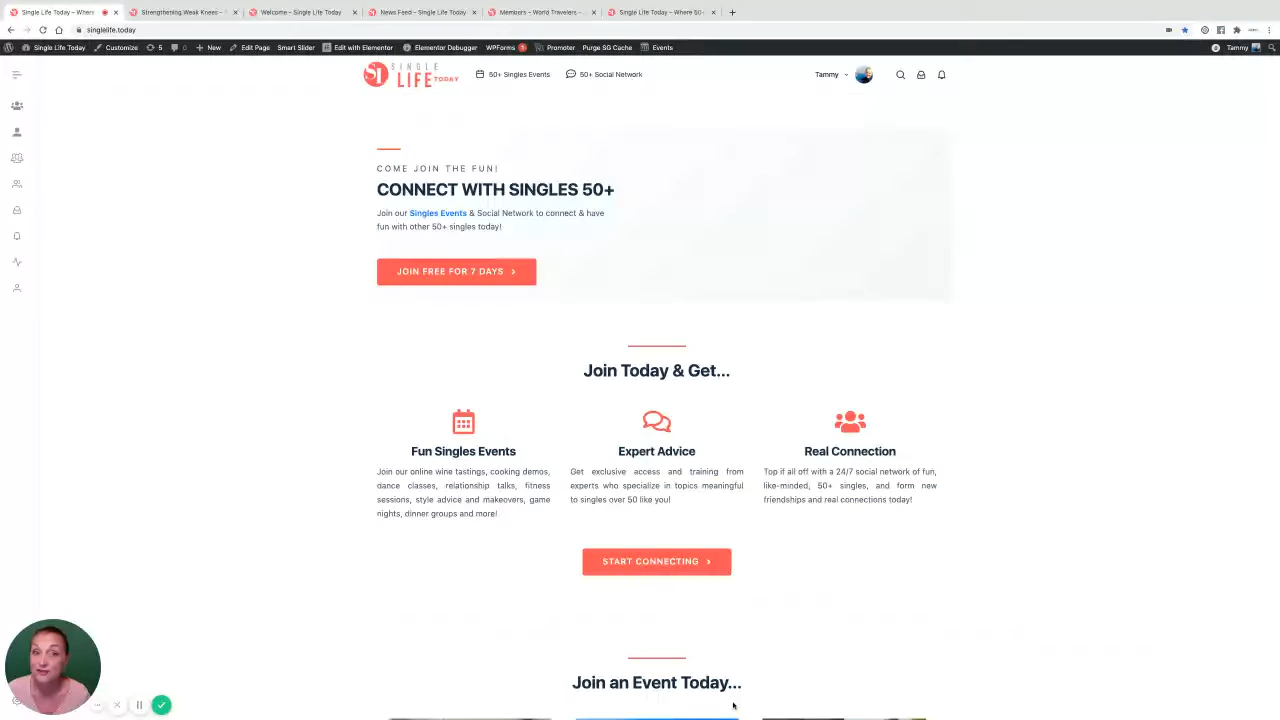 Single Life Today – Where
Strengthening Weak Knees –
Welcome – Single Life Today
News Feed – Single Life Today
Members – World Travelers –
Single Life Today – Where 50+
singlelife.today
Single Life Today
Customize
5
0
New
Edit Page
Smart Slider
Edit with Elementor
Elementor Debugger
WPForms
Promoter
Purge SG Cache
Events
Tammy
SINGLE
LIFE TODAY
50+ Singles Events
50+ Social Network
Tammy
COME JOIN THE FUN!
CONNECT WITH SINGLES 50+
Join our Singles Events & Social Network to connect & have
fun with other 50+ singles today!
JOIN FREE FOR 7 DAYS
Join Today & Get...
Fun Singles Events
Join our online wine tastings, cooking demos,
dance classes, relationship talks, fitness
sessions, style advice and makeovers, game
nights, dinner groups and more!
Expert Advice
Get exclusive access and training from
experts who specialize in topics meaningful
to singles over 50 like you!
Real Connection
Top if all off with a 24/7 social network of fun,
like-minded, 50+ singles, and form new
friendships and real connections today!
START CONNECTING
Join an Event Today...